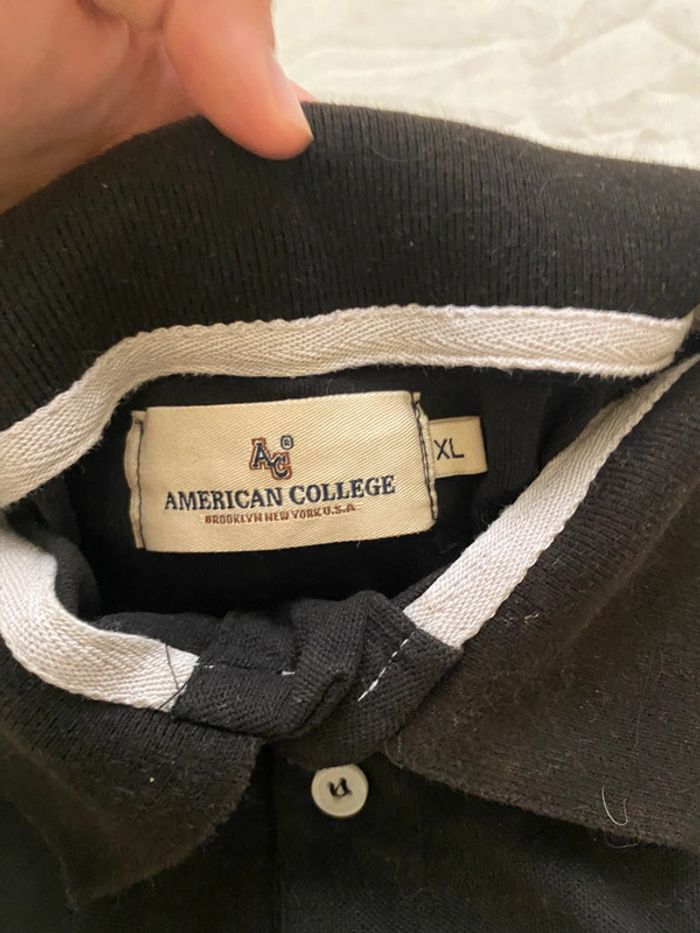 AC®
AMERICAN COLLEGE
BROOKLYN NEW YORK U.S.A
XL